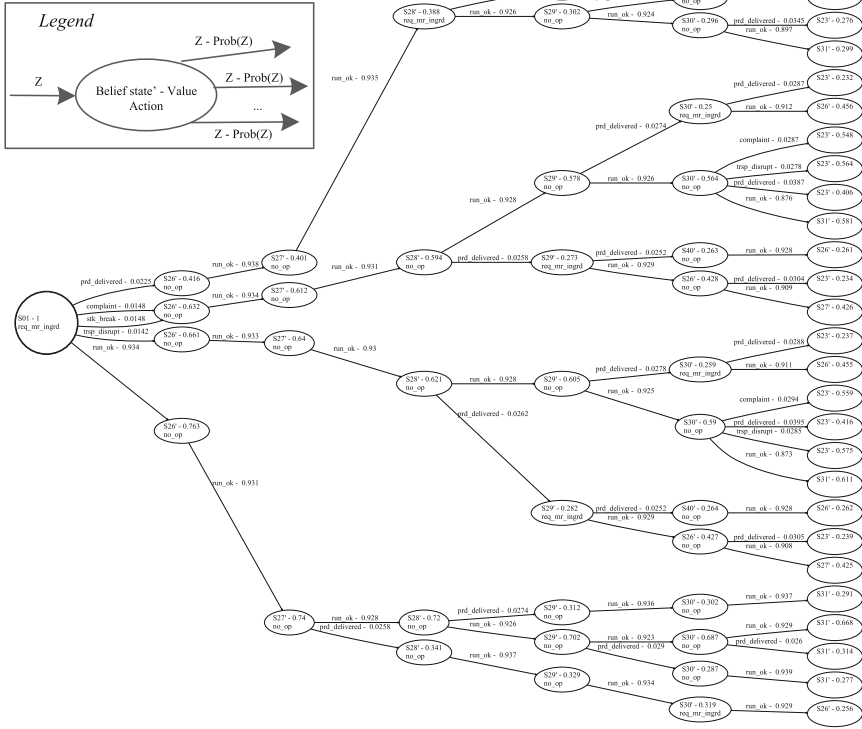 Legend
Z
Belief state' - Value
Action
Z - Prob(Z)
Z - Prob(Z)
...
Z - Prob(Z)
S01 - 1
req_mr_ingrd
prd_delivered - 0.0225
complaint - 0.0148
stk_break - 0.0148
trsp_disrupt - 0.0142
run_ok - 0.934
S26' - 0.416
no_op
S26' - 0.632
no_op
S26' - 0.661
no_op
S26' - 0.763
no_op
run_ok - 0.938
run_ok - 0.934
run_ok - 0.933
run_ok - 0.931
S27' - 0.401
no_op
S27' - 0.612
no_op
S27' - 0.64
no_op
S27' - 0.74
no_op
run_ok - 0.935
run_ok - 0.931
run_ok - 0.93
run_ok - 0.928
prd_delivered - 0.0258
S28' - 0.388
req_mr_ingrd
S28' - 0.594
no_op
S28' - 0.621
no_op
S28' - 0.72
no_op
S28' - 0.341
no_op
run_ok - 0.926
run_ok - 0.928
prd_delivered - 0.0258
run_ok - 0.928
prd_delivered - 0.0262
prd_delivered - 0.0274
run_ok - 0.926
run_ok - 0.937
S29' - 0.302
no_op
S29' - 0.578
no_op
S29' - 0.273
req_mr_ingrd
S29' - 0.605
no_op
S29' - 0.282
req_mr_ingrd
S29' - 0.312
no_op
S29' - 0.702
no_op
S29' - 0.329
no_op
run_ok - 0.924
prd_delivered - 0.0274
run_ok - 0.926
prd_delivered - 0.0252
run_ok - 0.929
prd_delivered - 0.0278
run_ok - 0.925
prd_delivered - 0.0252
run_ok - 0.929
run_ok - 0.936
run_ok - 0.923
prd_delivered - 0.029
run_ok - 0.934
no_op
S30' - 0.296
no_op
S30' - 0.25
req_mr_ingrd
S30' - 0.564
no_op
S40' - 0.263
no_op
S26' - 0.428
no_op
S30' - 0.259
req_mr_ingrd
S30' - 0.59
no_op
S40' - 0.264
no_op
S26' - 0.427
no_op
S30' - 0.302
no_op
S30' - 0.687
no_op
S30' - 0.287
no_op
S30' - 0.319
req_mr_ingrd
prd_delivered - 0.0345
run_ok - 0.897
prd_delivered - 0.0287
run_ok - 0.912
complaint - 0.0287
trsp_disrupt - 0.0278
prd_delivered - 0.0387
run_ok - 0.876
run_ok - 0.928
prd_delivered - 0.0304
run_ok - 0.909
prd_delivered - 0.0288
run_ok - 0.911
complaint - 0.0294
prd_delivered - 0.0395
trsp_disrupt - 0.0285
run_ok - 0.873
run_ok - 0.928
prd_delivered - 0.0305
run_ok - 0.908
run_ok - 0.937
run_ok - 0.929
prd_delivered - 0.026
run_ok - 0.939
run_ok - 0.929
S23' - 0.276
S31' - 0.299
S23' - 0.232
S26' - 0.456
S23' - 0.548
S23' - 0.564
S23' - 0.406
S31' - 0.581
S26' - 0.261
S23' - 0.234
S27' - 0.426
S23' - 0.237
S26' - 0.455
S23' - 0.559
S23' - 0.416
S23' - 0.575
S31' - 0.611
S26' - 0.262
S23' - 0.239
S27' - 0.425
S31' - 0.291
S31' - 0.668
S31' - 0.314
S31' - 0.277
S26' - 0.256